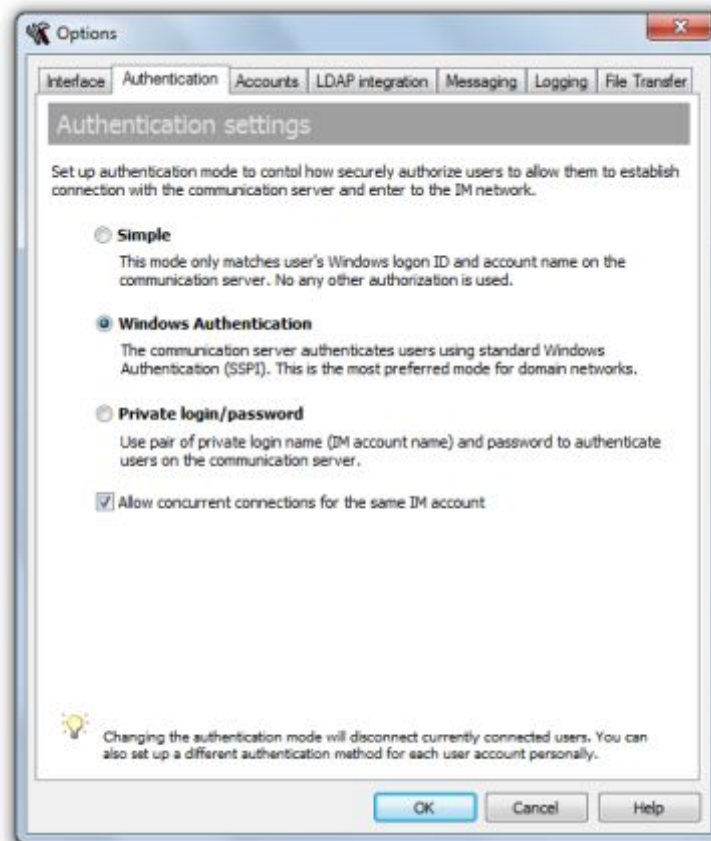 Options
Interface Authentication Accounts LDAP integration Messaging Logging File Transfer
Authentication settings
Set up authentication mode to contol how securely authorize users to allow them to establish
connection with the communication server and enter to the IM network.
Simple
This mode only matches user's Windows logon ID and account name on the
communication server. No any other authorization is used.
Windows Authentication
The communication server authenticates users using standard Windows
Authentication (SSPI). This is the most preferred mode for domain networks.
Private login/password
Use pair of private login name (IM account name) and password to authenticate
users on the communication server.
Allow concurrent connections for the same IM account
Changing the authentication mode will disconnect currently connected users. You can
also set up a different authentication method for each user account personally.
OK Cancel Help